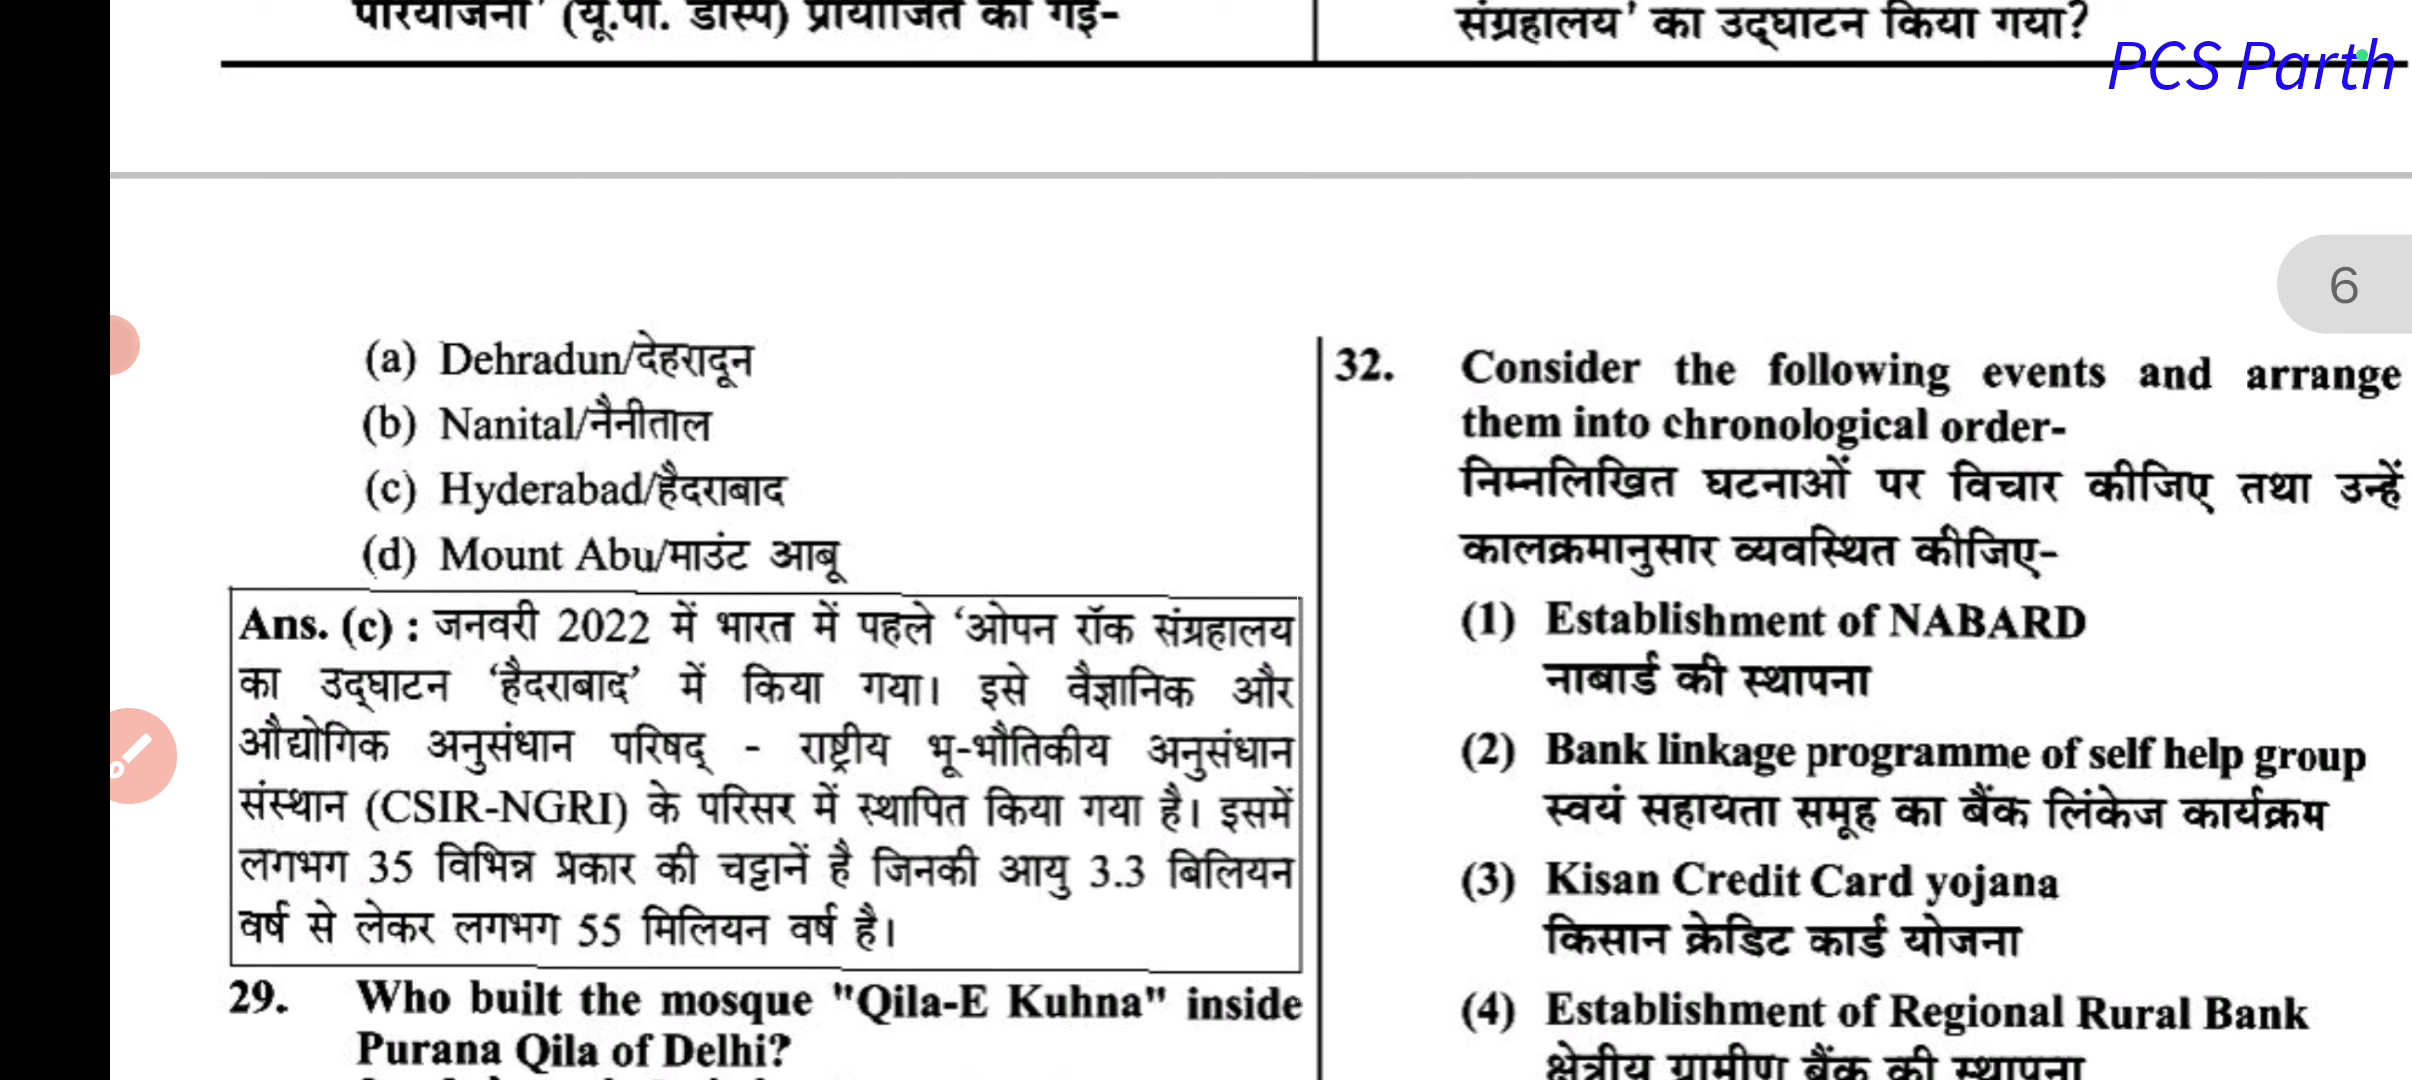 परियोजना' (यू.पी. डास्प) प्रायोजित की गई-
संग्रहालय' का उद्घाटन किया गया?
PCS Parth
6
(a) Dehradun/देहरादून
(b) Nanital/नैनीताल
(c) Hyderabad/हैदराबाद
(d) Mount Abu/माउंट आबू
Ans. (c) : जनवरी 2022 में भारत में पहले ‘ओपन रॉक संग्रहालय
का उद्घाटन ‘हैदराबाद’ में किया गया। इसे वैज्ञानिक और
औद्योगिक अनुसंधान परिषद् - राष्ट्रीय भू-भौतिकीय अनुसंधान
संस्थान (CSIR-NGRI) के परिसर में स्थापित किया गया है। इसमें
लगभग 35 विभिन्न प्रकार की चट्टानें है जिनकी आयु 3.3 बिलियन
वर्ष से लेकर लगभग 55 मिलियन वर्ष है।
29. Who built the mosque "Qila-E Kuhna" inside
Purana Qila of Delhi?
32. Consider the following events and arrange
them into chronological order-
निम्नलिखित घटनाओं पर विचार कीजिए तथा उन्हें
कालक्रमानुसार व्यवस्थित कीजिए-
(1) Establishment of NABARD
नाबार्ड की स्थापना
(2) Bank linkage programme of self help group
स्वयं सहायता समूह का बैंक लिंकेज कार्यक्रम
(3) Kisan Credit Card yojana
किसान क्रेडिट कार्ड योजना
(4) Establishment of Regional Rural Bank
क्षेत्रीय ग्रामीण बैंक की स्थापना